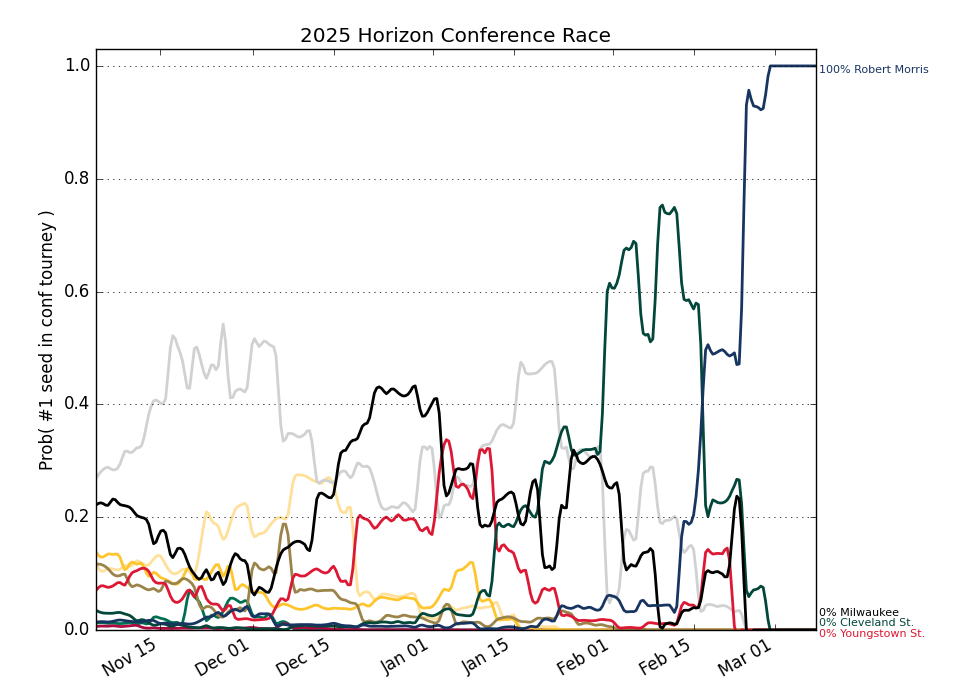 2025 Horizon Conference Race
1.0
100% Robert Morris
0.8
0.6
Prob( #1 seed in conf tourney )
0.4
0.2
0% Milwaukee
0% Cleveland St.
0.0
0% Youngstown St.
Nov 15 Dec 01 Dec 15 Jan 01 Jan 15 Feb 01 Feb 15 Mar 01